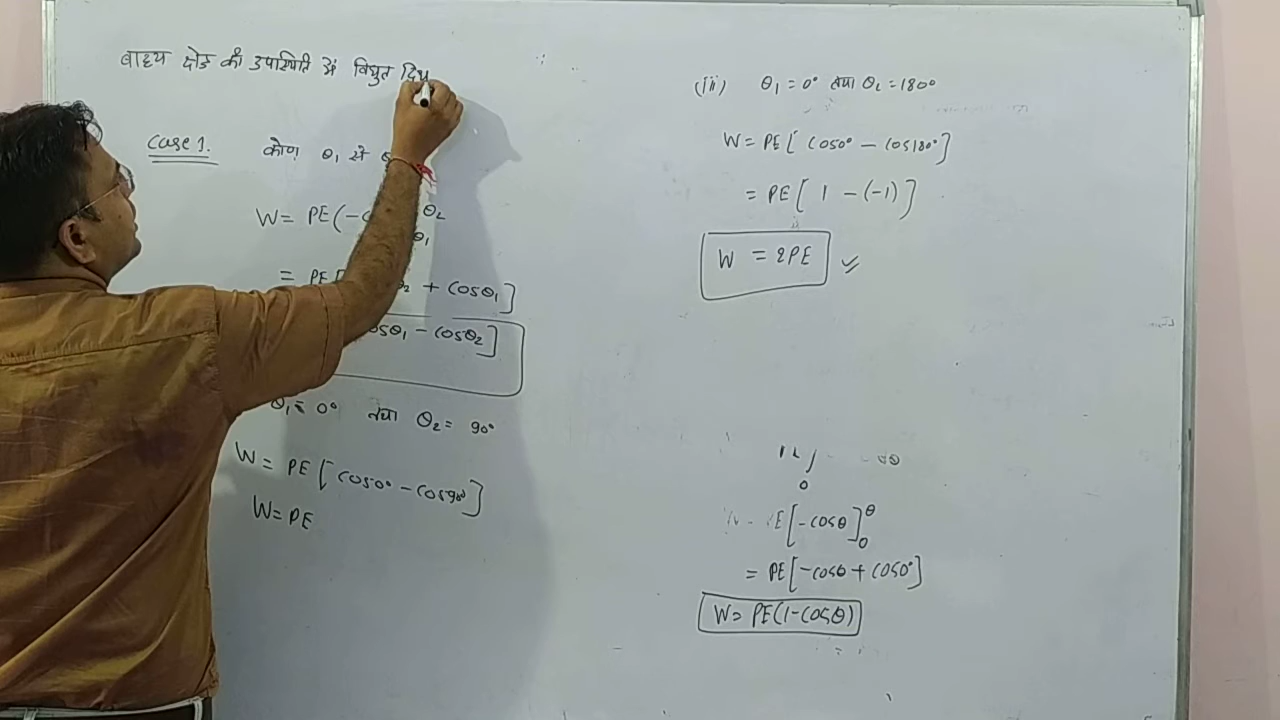 बाह्य क्षेत्र की उपस्थिति में विद्युत द्विध्रु
Case 1. कोण θ₁ से θ
W = PE(-c θ₂ θ₁
= PE[ θ₂ + cosθ₁]
cosθ₁ - cosθ₂]
θ₁ = 0° तथा θ₂ = 90°
W = PE[cos0° - cos90°]
W = PE
(ii) θ₁ = 0° तथा θ₂ = 180°
W = PE[cos0° - cos180°]
= PE[1 - (-1)]
W = 2PE
E[-cosθ]₀^θ
= PE[-cosθ + cos0°]
W = PE(1-cosθ)